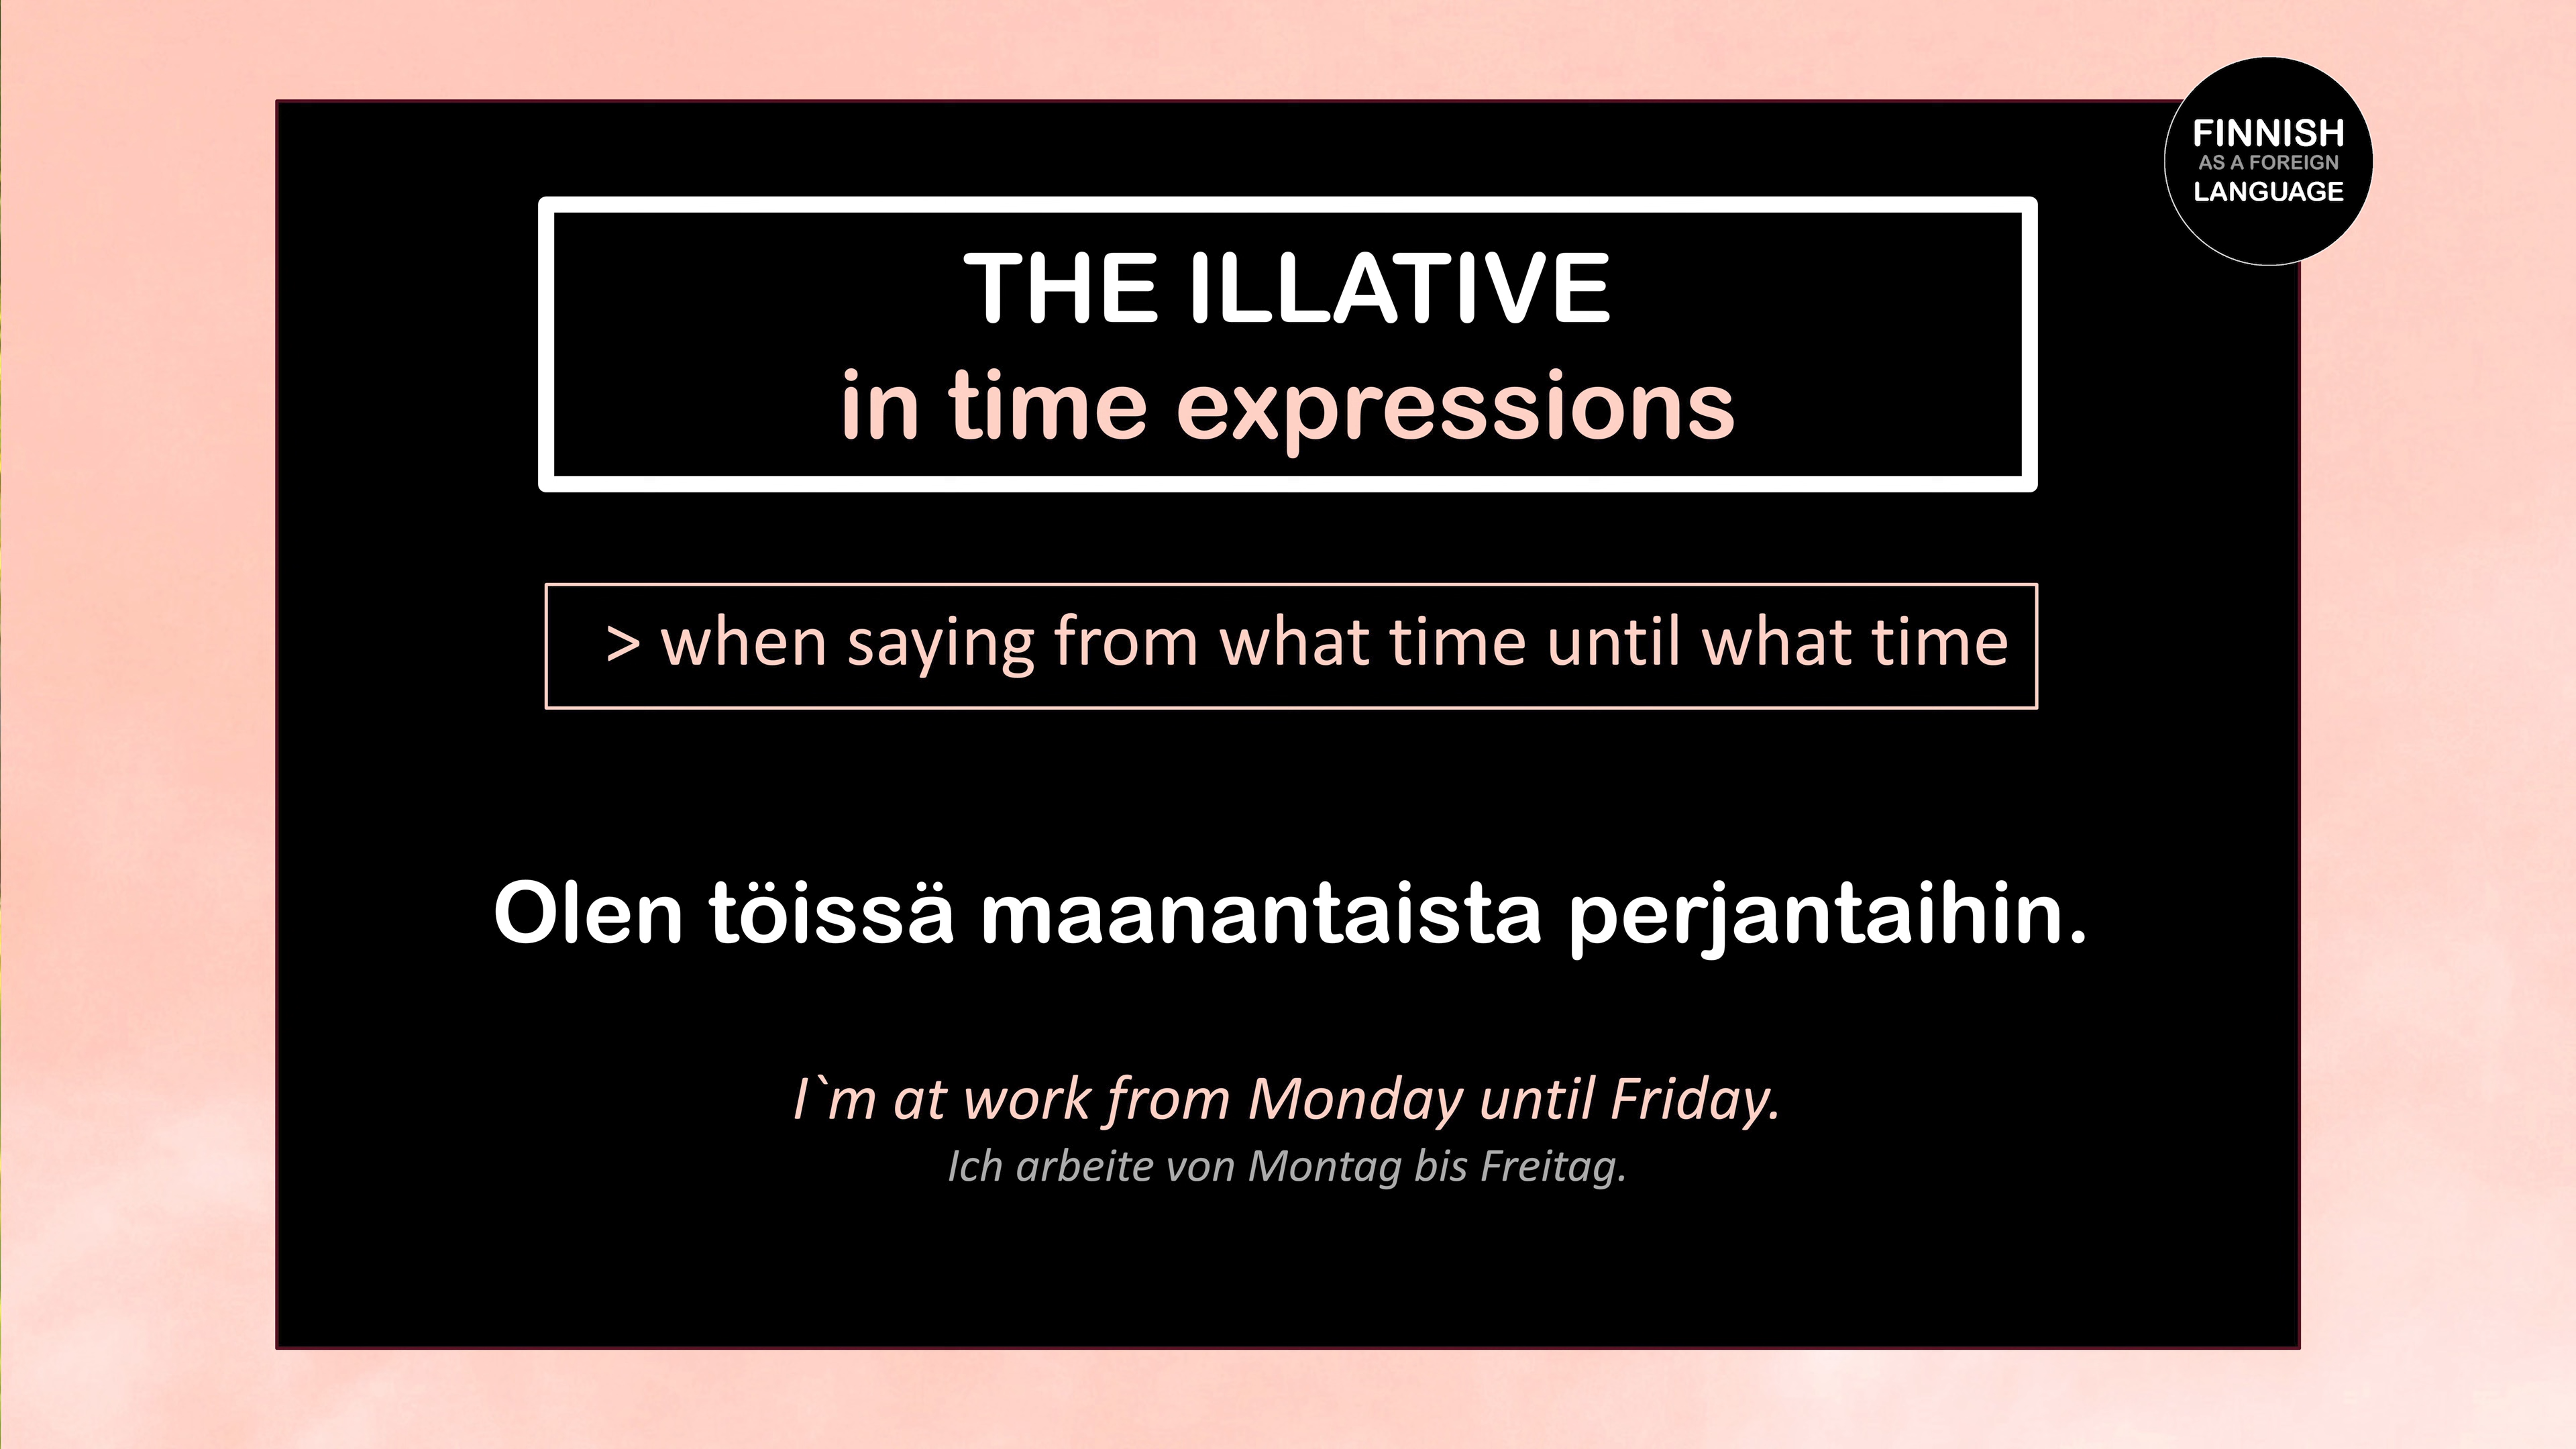 FINNISH
AS A FOREIGN
LANGUAGE
THE ILLATIVE
in time expressions
> when saying from what time until what time
Olen töissä maanantaista perjantaihin.
I`m at work from Monday until Friday.
Ich arbeite von Montag bis Freitag.